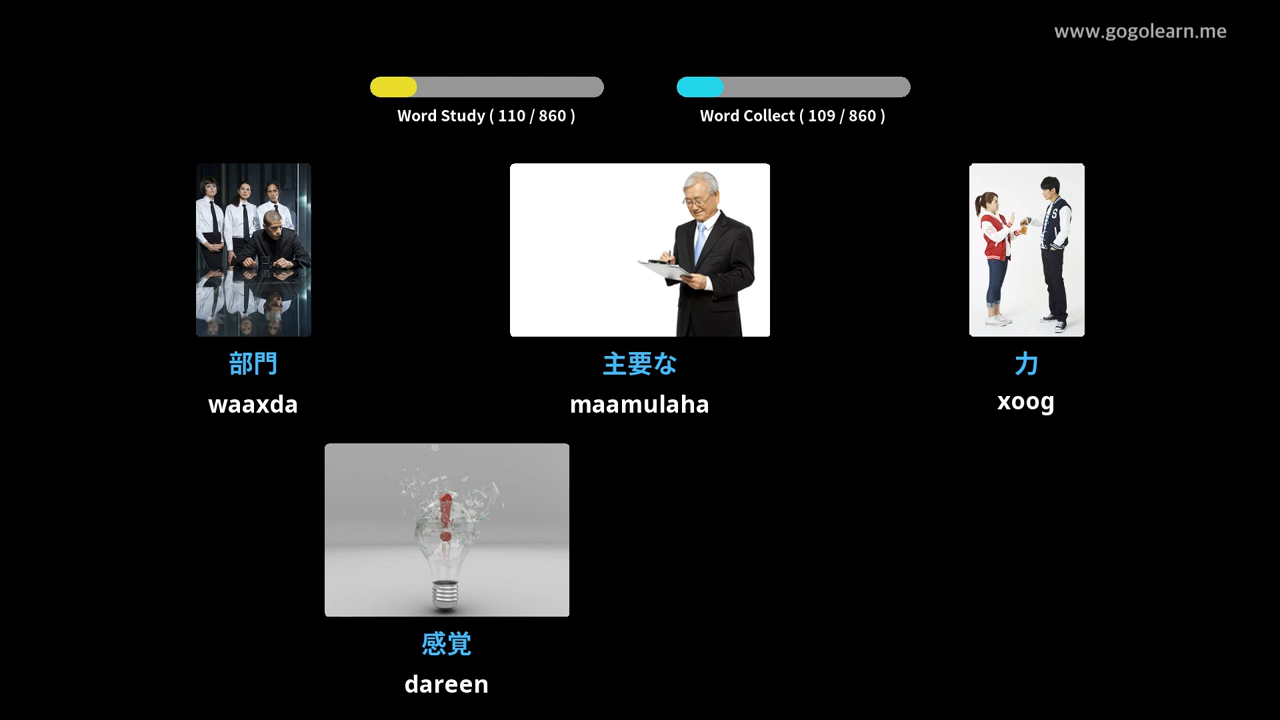 www.gogolearn.me
Word Study ( 110 / 860 )
Word Collect ( 109 / 860 )
部門
waaxda
主要な
maamulaha
力
xoog
感覚
dareen